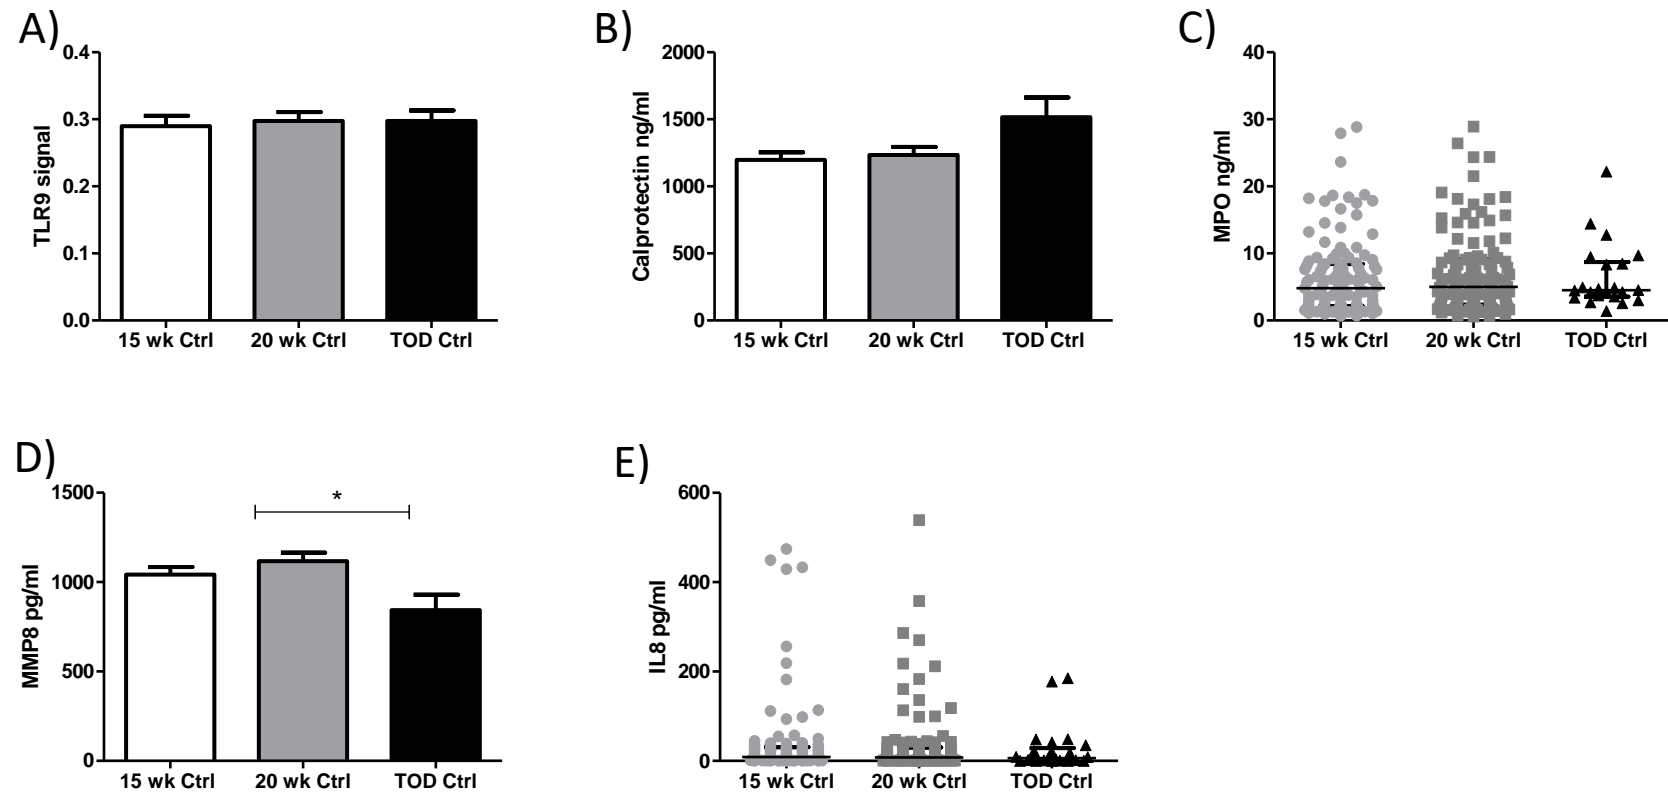 A)
TLR9 signal
0.4
0.3
0.2
0.1
0.0
15 wk Ctrl 20 wk Ctrl TOD Ctrl
B)
Calprotectin ng/ml
2000
1500
1000
500
0
15 wk Ctrl 20 wk Ctrl TOD Ctrl
C)
MPO ng/ml
40
30
20
10
0
15 wk Ctrl 20 wk Ctrl TOD Ctrl
D)
MMP8 pg/ml
1500
1000
500
0
*
15 wk Ctrl 20 wk Ctrl TOD Ctrl
E)
IL8 pg/ml
600
400
200
0
15 wk Ctrl 20 wk Ctrl TOD Ctrl